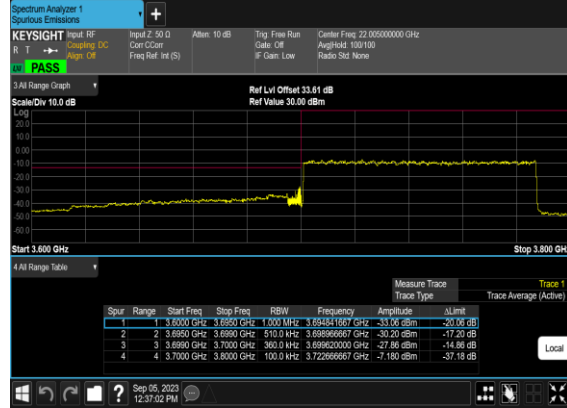 Spectrum Analyzer 1
Spurious Emissions
+
KEYSIGHT Input: RF Input Z: 50 Ω Atten: 10 dB Trig: Free Run Center Freq: 22.005000000 GHz
R T Coupling: DC Corr CCorr Gate: Off Avg|Hold: 100/100
Align: Off Freq Ref: Int (S) IF Gain: Low Radio Std: None
LW PASS
3 All Range Graph Ref Lvl Offset 33.61 dB
Scale/Div 10.0 dB Ref Value 30.00 dBm
Log
20.0
10.0
0.00
-10.0
-20.0
-30.0
-40.0
-50.0
-60.0
Start 3.600 GHz Stop 3.800 GH
4 All Range Table
Measure Trace Trace 1
Trace Type Trace Average (Active)
Spur Range Start Freq Stop Freq RBW Frequency Amplitude ΔLimit
1 1 3.6000 GHz 3.6950 GHz 1.000 MHz 3.694841667 GHz -33.06 dBm -20.06 dB
2 2 3.6950 GHz 3.6990 GHz 510.0 kHz 3.698966667 GHz -30.20 dBm -17.20 dB
3 3 3.6990 GHz 3.7000 GHz 360.0 kHz 3.699620000 GHz -27.86 dBm -14.86 dB
4 4 3.7000 GHz 3.8000 GHz 100.0 kHz 3.722666667 GHz -7.180 dBm -37.18 dB
Local
? Sep 05, 2023
12:37:02 PM